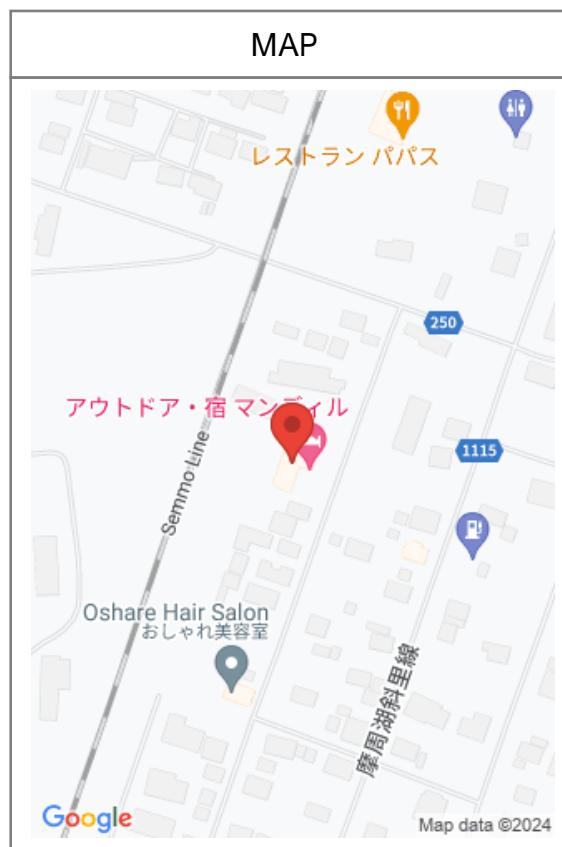 MAP
レストラン パパス
250
アウトドア・宿 マンディル
1115
Semmo Line
Oshare Hair Salon
おしゃれ美容室
摩周湖斜里線
Google
Map data ©2024